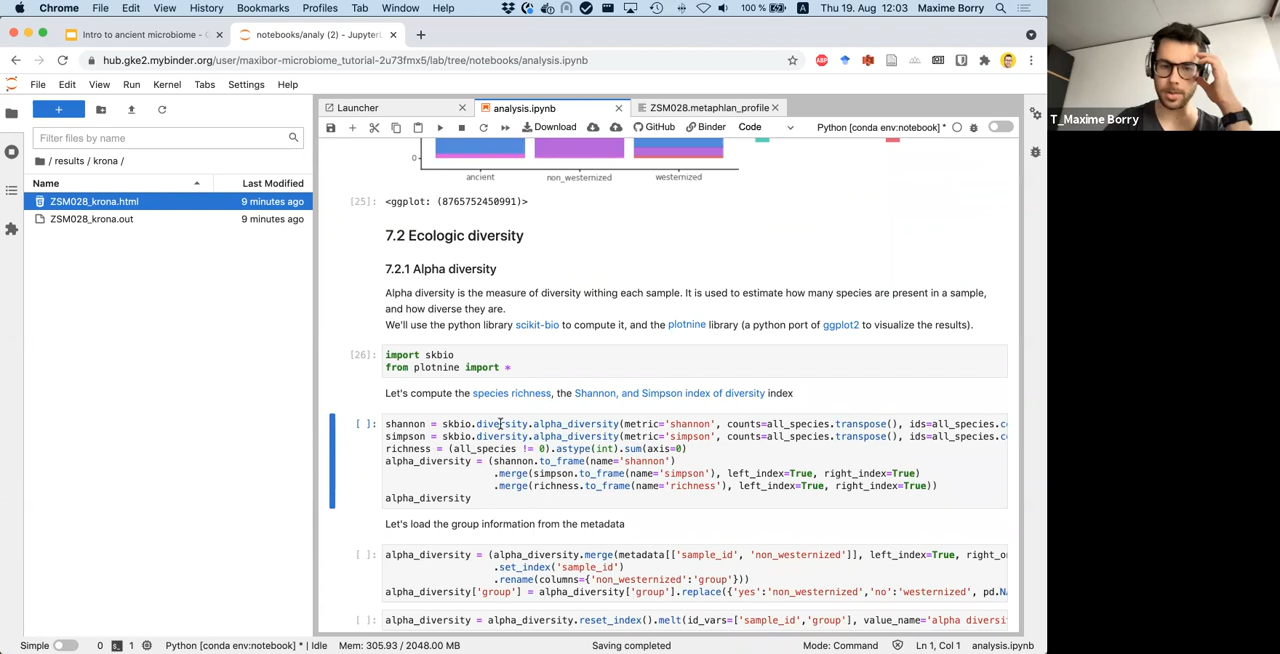 Chrome File Edit View History Bookmarks Profiles Tab Window Help 100 % Thu 19. Aug 12:03 Maxime Borry
Intro to ancient microbiome - notebooks/analy (2) - Jupyter
hub.gke2.mybinder.org/user/maxibor-microbiome_tutorial-2u73fmx5/lab/tree/notebooks/analysis.ipynb
T_Maxime Borry
File Edit View Run Kernel Tabs Settings Help
Launcher analysis.ipynb ZSM028.metaphlan_profile
+
Download GitHub Binder Code Python [conda env:notebook] *
Filter files by name
/ results / krona /
Name Last Modified
ZSM028_krona.html 9 minutes ago
ZSM028_krona.out 9 minutes ago
0
ancient non_westernized westernized
[25]: <ggplot: (8765752450991)>
7.2 Ecologic diversity
7.2.1 Alpha diversity
Alpha diversity is the measure of diversity withing each sample. It is used to estimate how many species are present in a sample,
and how diverse they are.
We'll use the python library scikit-bio to compute it, and the plotnine library (a python port of ggplot2 to visualize the results).
[26]: import skbio
from plotnine import *
Let's compute the species richness, the Shannon, and Simpson index of diversity index
[ ]: shannon = skbio.diversity.alpha_diversity(metric='shannon', counts=all_species.transpose(), ids=all_species.co
simpson = skbio.diversity.alpha_diversity(metric='simpson', counts=all_species.transpose(), ids=all_species.co
richness = (all_species != 0).astype(int).sum(axis=0)
alpha_diversity = (shannon.to_frame(name='shannon')
.merge(simpson.to_frame(name='simpson'), left_index=True, right_index=True)
.merge(richness.to_frame(name='richness'), left_index=True, right_index=True))
alpha_diversity
Let's load the group information from the metadata
[ ]: alpha_diversity = (alpha_diversity.merge(metadata[['sample_id', 'non_westernized']], left_index=True, right_on
.set_index('sample_id')
.rename(columns={'non_westernized':'group'}))
alpha_diversity['group'] = alpha_diversity['group'].replace({'yes':'non_westernized','no':'westernized', pd.NA
[ ]: alpha_diversity = alpha_diversity.reset_index().melt(id_vars=['sample_id','group'], value_name='alpha diversi
Simple 0 1 Python [conda env:notebook] * | Idle Mem: 305.93 / 2048.00 MB Saving completed Mode: Command Ln 1, Col 1 analysis.ipynb